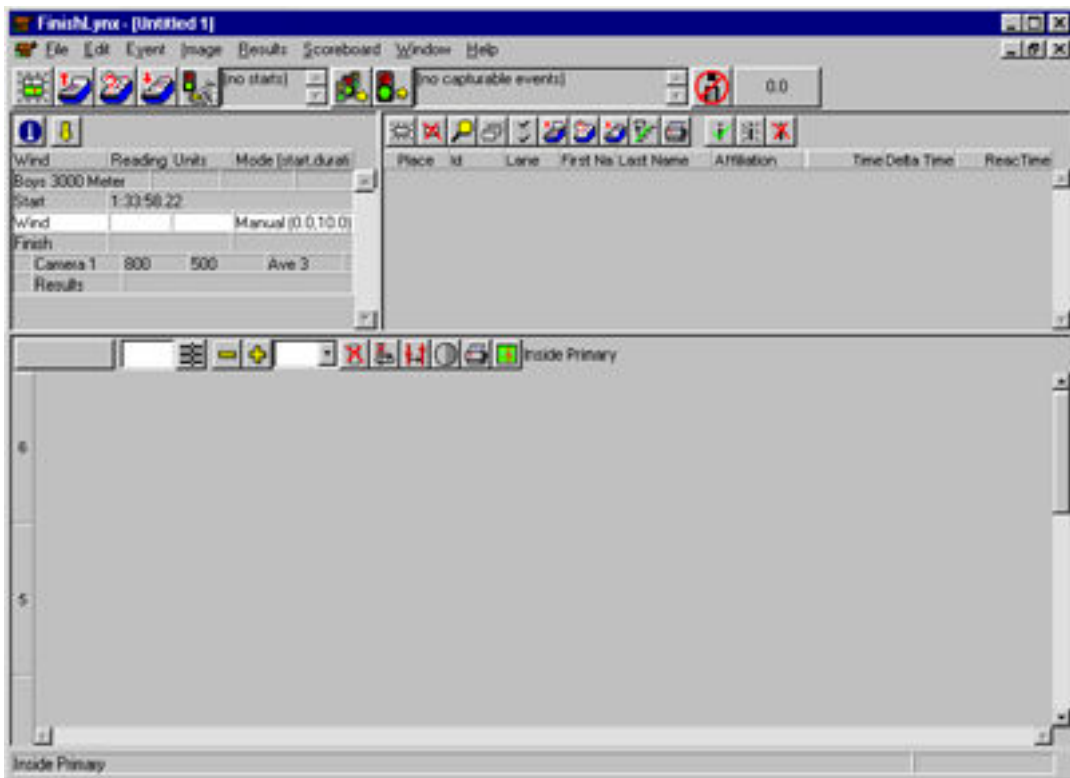 FinishLynx - [Untitled 1]
File Edit Event Image Results Scoreboard Window Help
(no starts) (no capturable events) 0.0
Wind Reading Units Mode (start,durati
Place Id Lane First Na Last Name Affiliation Time Delta Time ReacTime
Boys 3000 Meter
Start 1:33:58.22
Wind Manual (0.0,10.0)
Finish
Camera 1 800 500 Ave 3
Results
Inside Primary
6
5
Inside Primary